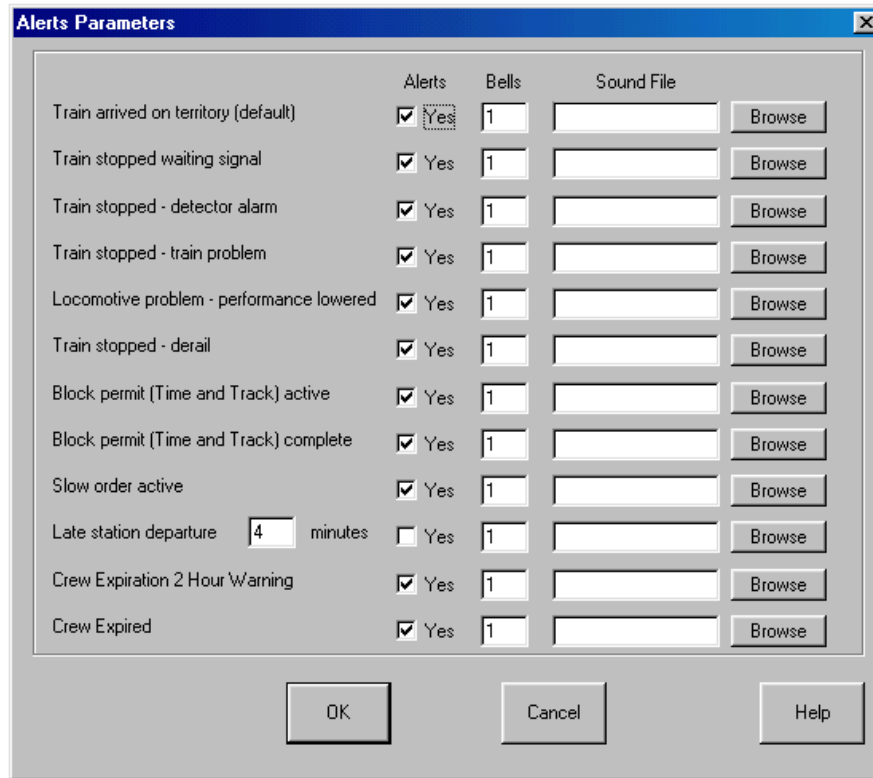 Alerts Parameters
Alerts Bells Sound File
Train arrived on territory (default) Yes 1 Browse
Train stopped waiting signal Yes 1 Browse
Train stopped - detector alarm Yes 1 Browse
Train stopped - train problem Yes 1 Browse
Locomotive problem - performance lowered Yes 1 Browse
Train stopped - derail Yes 1 Browse
Block permit (Time and Track) active Yes 1 Browse
Block permit (Time and Track) complete Yes 1 Browse
Slow order active Yes 1 Browse
Late station departure 4 minutes Yes 1 Browse
Crew Expiration 2 Hour Warning Yes 1 Browse
Crew Expired Yes 1 Browse
OK Cancel Help